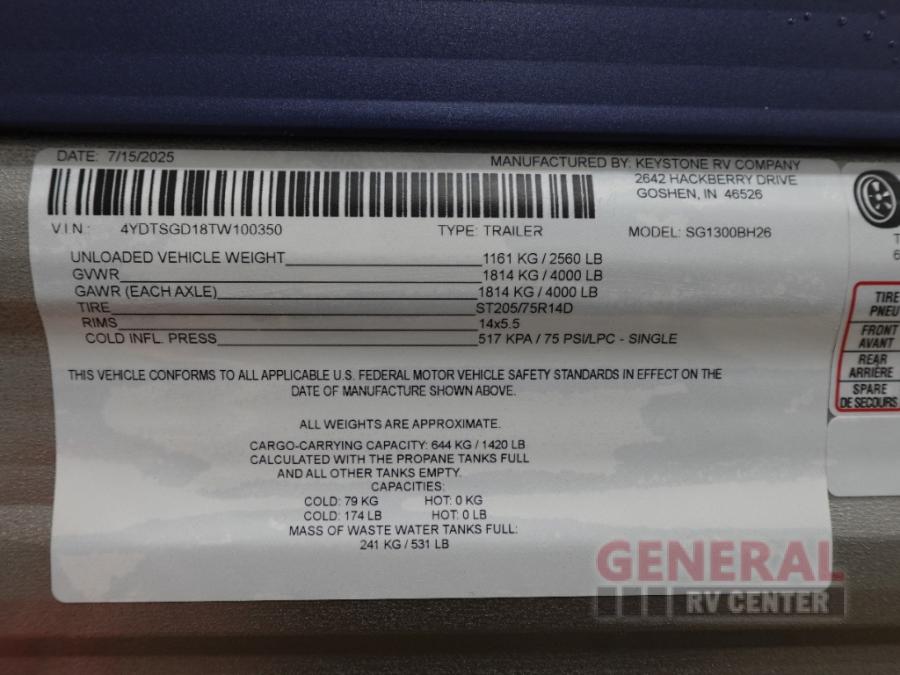 DATE: 7/15/2025
MANUFACTURED BY: KEYSTONE RV COMPANY
2642 HACKBERRY DRIVE
GOSHEN, IN 46526
VIN: 4YDTSGD18TW100350 TYPE: TRAILER MODEL: SG1300BH26
UNLOADED VEHICLE WEIGHT 1161 KG / 2560 LB
GVWR 1814 KG / 4000 LB
GAWR (EACH AXLE) 1814 KG / 4000 LB
TIRE ST205/75R14D
RIMS 14x5.5
COLD INFL. PRESS 517 KPA / 75 PSI/LPC - SINGLE
THIS VEHICLE CONFORMS TO ALL APPLICABLE U.S. FEDERAL MOTOR VEHICLE SAFETY STANDARDS IN EFFECT ON THE
DATE OF MANUFACTURE SHOWN ABOVE.
ALL WEIGHTS ARE APPROXIMATE.
CARGO-CARRYING CAPACITY: 644 KG / 1420 LB
CALCULATED WITH THE PROPANE TANKS FULL
AND ALL OTHER TANKS EMPTY.
CAPACITIES:
COLD: 79 KG HOT: 0 KG
COLD: 174 LB HOT: 0 LB
MASS OF WASTE WATER TANKS FULL:
241 KG / 531 LB
TIRE
PNEU
FRONT
AVANT
REAR
ARRIÈRE
SPARE
DE SECOURS
GENERAL
RV CENTER